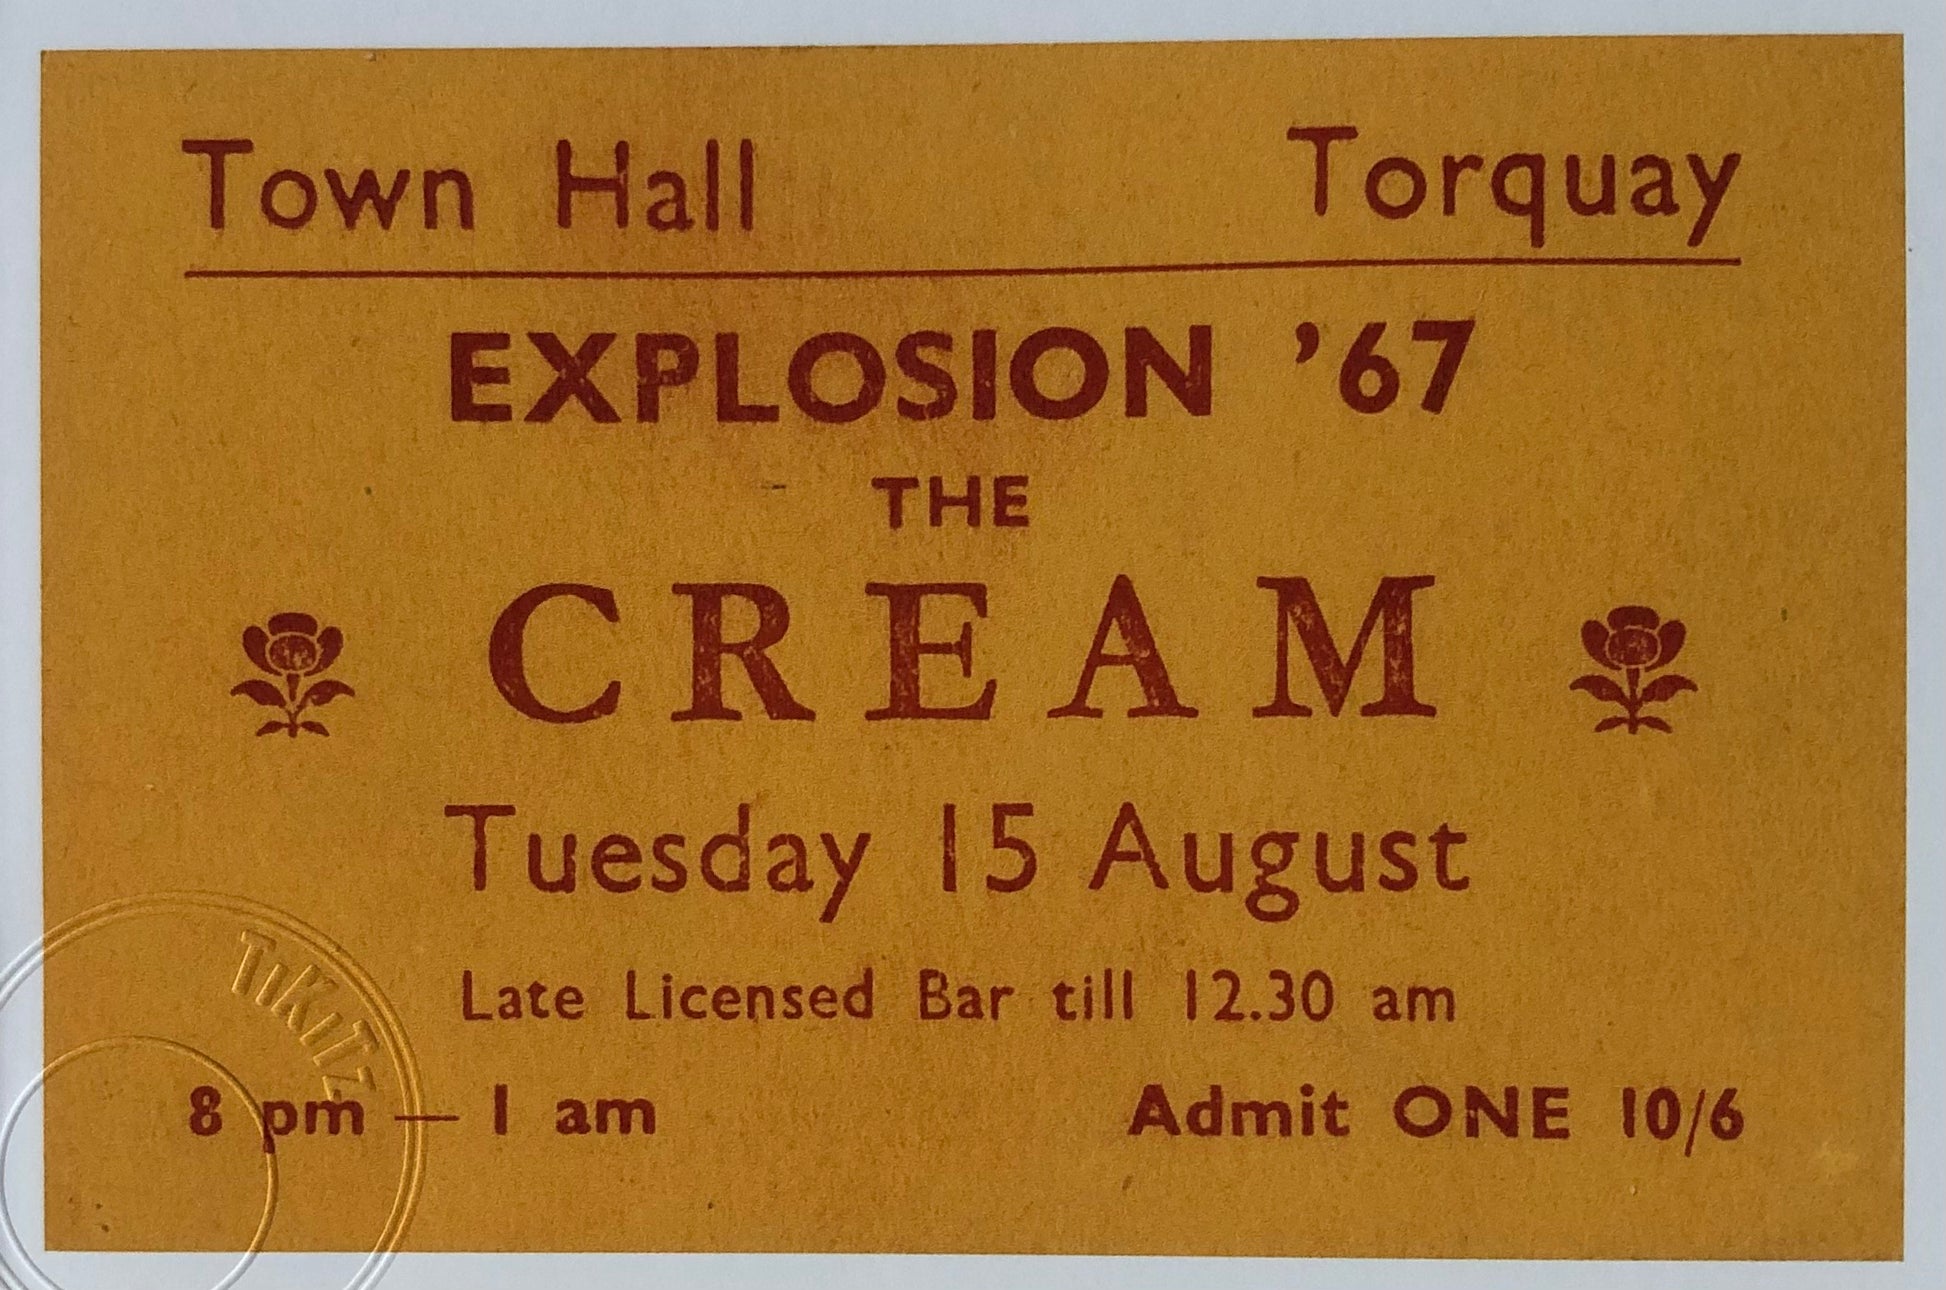 Town Hall Torquay
EXPLOSION ’67
THE
CREAM
Tuesday 15 August
Late Licensed Bar till 12.30 am
TiKiTz
8 pm — 1 am Admit ONE 10/6